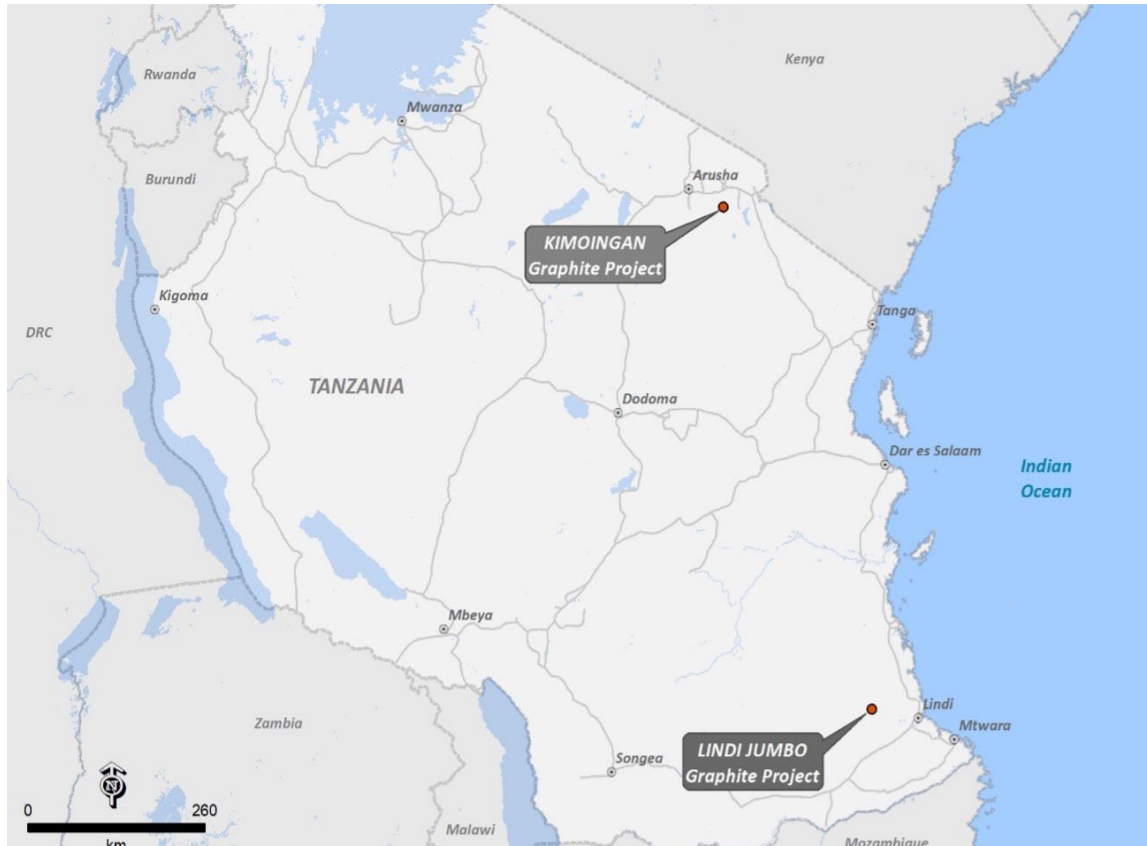 Kenya
Rwanda
Mwanza
Burundi
Arusha
KIMOINGAN
Graphite Project
Kigoma
Tanga
DRC
TANZANIA
Dodoma
Dar es Salaam
Indian
Ocean
Mbeya
Lindi
Zambia
Mtwara
LINDI JUMBO
Graphite Project
Songea
N
0 260
km
Malawi
Mozambique